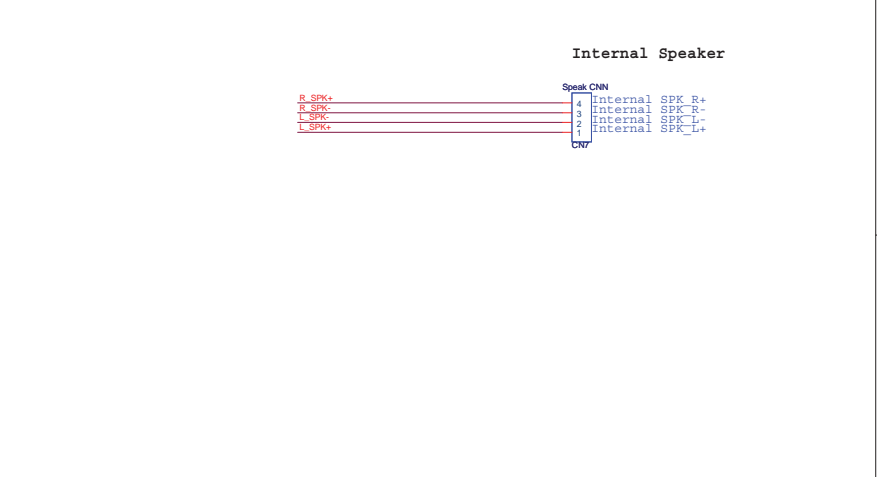 Internal Speaker
Speak CNN
R_SPK+
4
Internal SPK_R+
R_SPK-
3
Internal SPK_R-
L_SPK-
2
Internal SPK_L-
L_SPK+
1
Internal SPK_L+
CN7